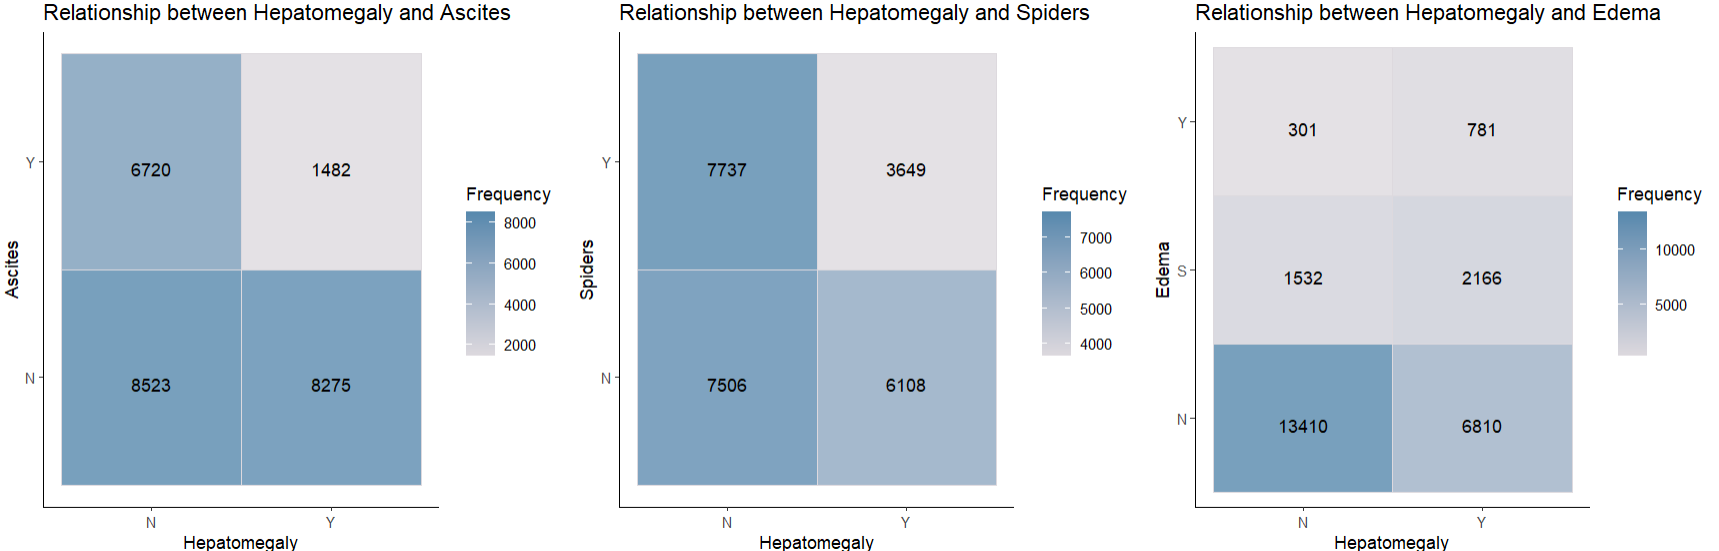 Relationship between Hepatomegaly and Ascites
Ascites
Y
N
6720
1482
8523
8275
N
Y
Hepatomegaly
Frequency
8000
6000
4000
2000
Relationship between Hepatomegaly and Spiders
Spiders
Y
N
7737
3649
7506
6108
N
Y
Hepatomegaly
Frequency
7000
6000
5000
4000
Relationship between Hepatomegaly and Edema
Edema
Y
S
N
301
781
1532
2166
13410
6810
N
Y
Hepatomegaly
Frequency
10000
5000